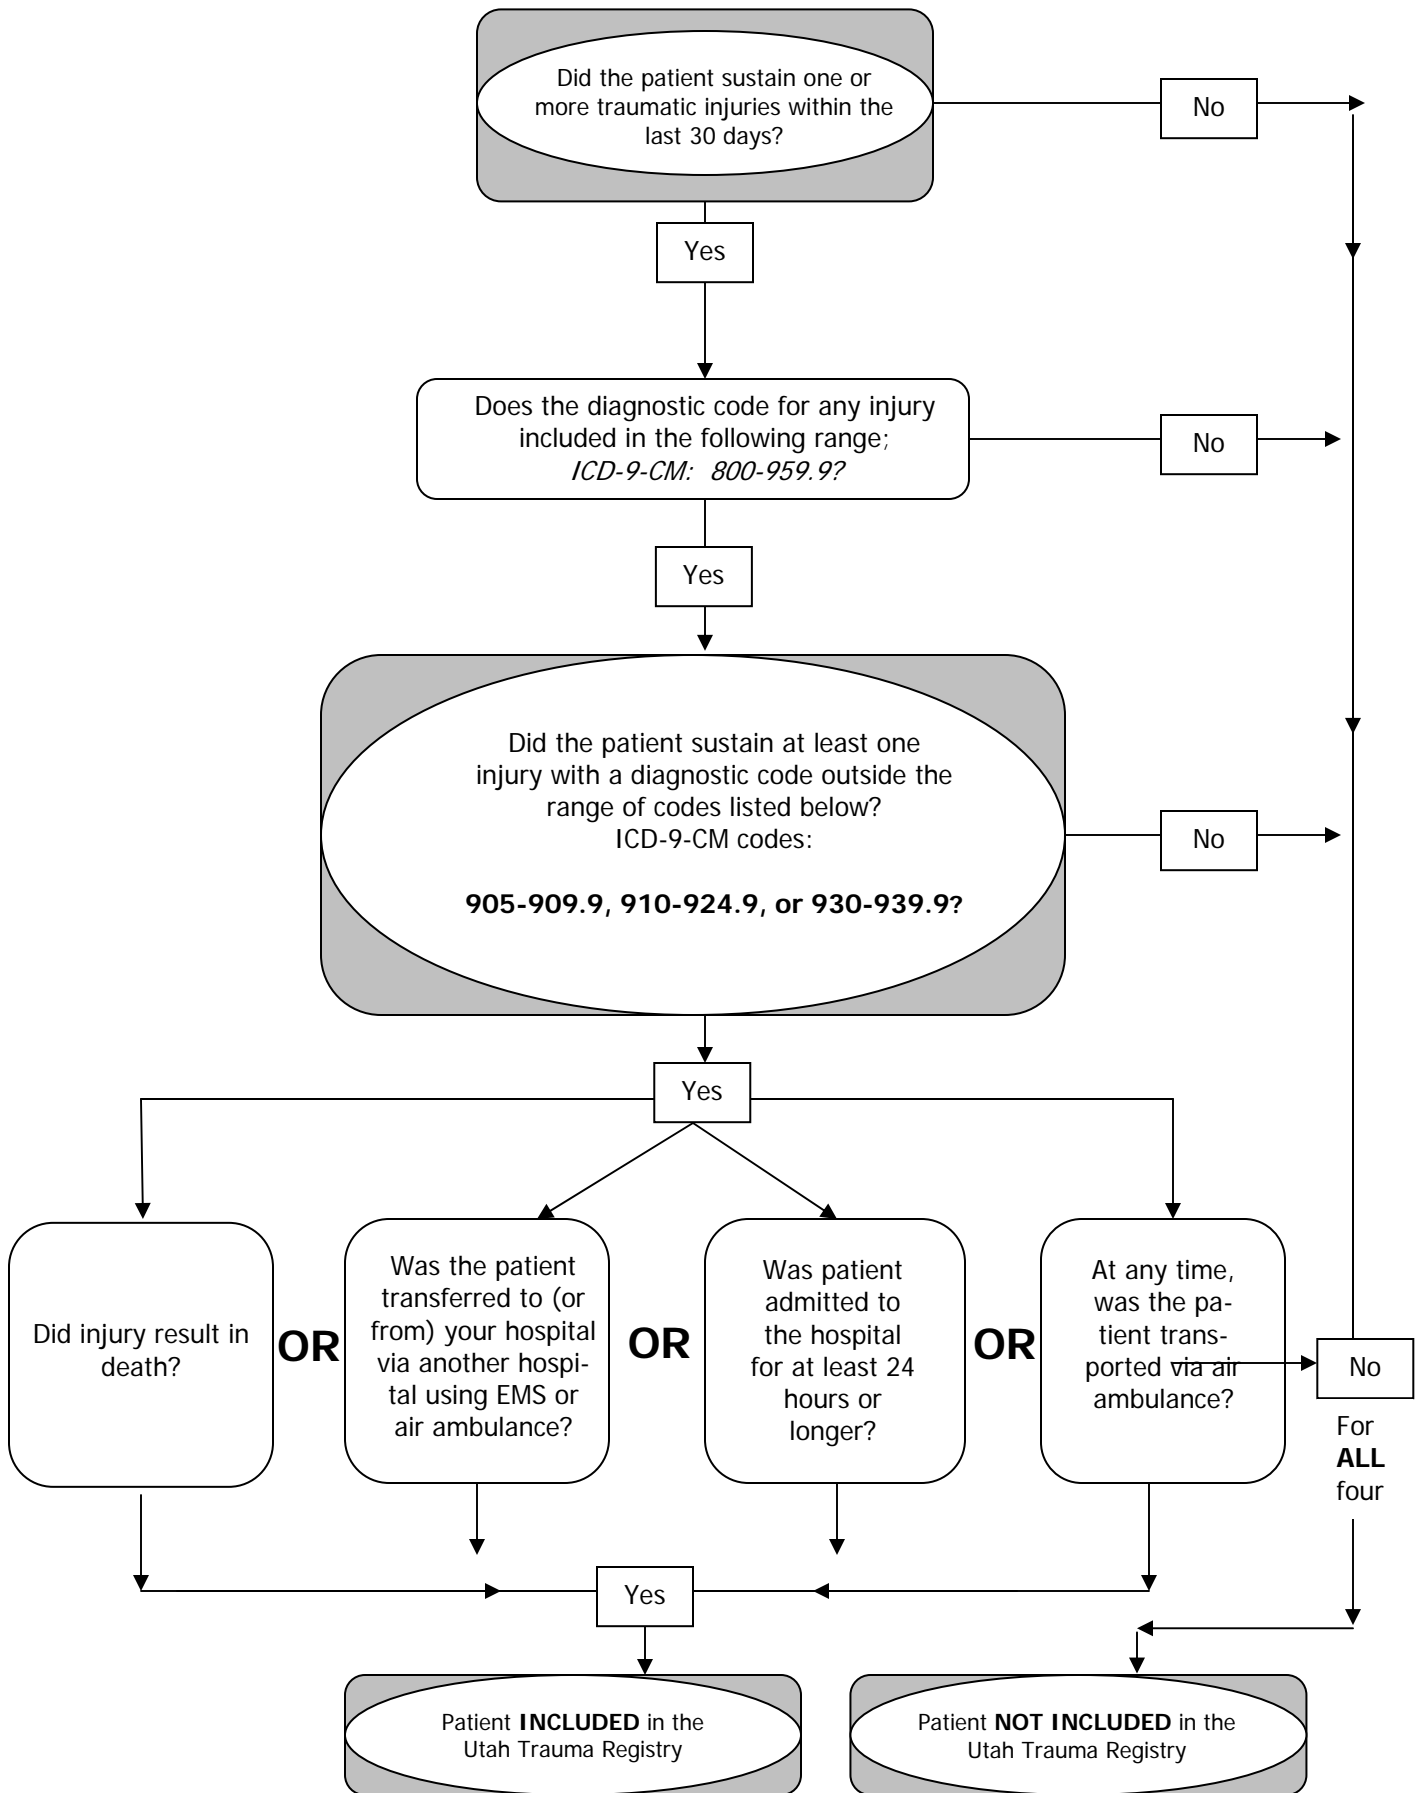 Did the patient sustain one or
more traumatic injuries within the
last 30 days?
No
Yes
Does the diagnostic code for any injury
included in the following range;
ICD-9-CM:  800-959.9?
No
Yes
Did the patient sustain at least one
injury with a diagnostic code outside the
range of codes listed below?
ICD-9-CM codes:
905-909.9, 910-924.9, or 930-939.9?
No
Yes
Did injury result in
death?
OR
Was the patient
transferred to (or
from) your hospital
via another hospi-
tal using EMS or
air ambulance?
OR
Was patient
admitted to
the hospital
for at least 24
hours or
longer?
OR
At any time,
was the pa-
tient trans-
ported via air
ambulance?
No
For
ALL
four
Yes
Patient INCLUDED in the
Utah Trauma Registry
Patient NOT INCLUDED in the
Utah Trauma Registry